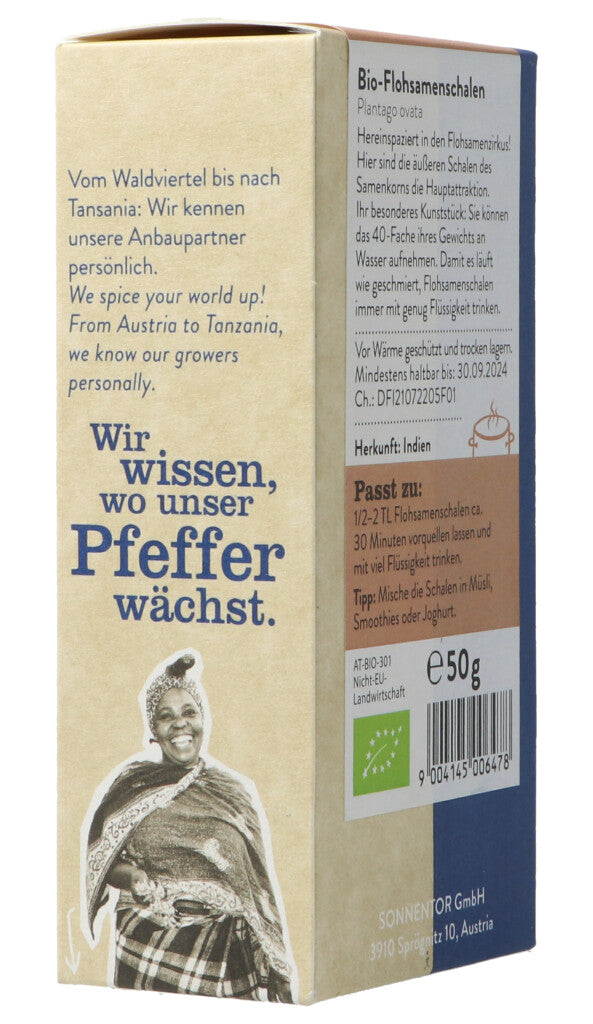 Vom Waldviertel bis nach
Tansania: Wir kennen
unsere Anbaupartner
persönlich.
We spice your world up!
From Austria to Tanzania,
we know our growers
personally.
Wir
wissen,
wo unser
Pfeffer
wächst.
Bio-Flohsamenschalen
Plantago ovata
Hereinspaziert in den Flohsamenzirkus!
Hier sind die äußeren Schalen des
Samenkorns die Hauptattraktion.
Ihr besonderes Kunststück: Sie können
das 40-Fache ihres Gewichts an
Wasser aufnehmen. Damit es läuft
wie geschmiert, Flohsamenschalen
immer mit genug Flüssigkeit trinken.
Vor Wärme geschützt und trocken lagern.
Mindestens haltbar bis: 30.09.2024
Ch.: DFI21072205F01
Herkunft: Indien
Passt zu:
1/2-2 TL Flohsamenschalen ca.
30 Minuten vorquellen lassen und
mit viel Flüssigkeit trinken.
Tipp: Mische die Schalen in Müsli,
Smoothies oder Joghurt.
AT-BIO-301
Nicht-EU-
Landwirtschaft
℮50g
9 004145 006478
SONNENTOR GmbH
3910 Sprögnitz 10, Austria